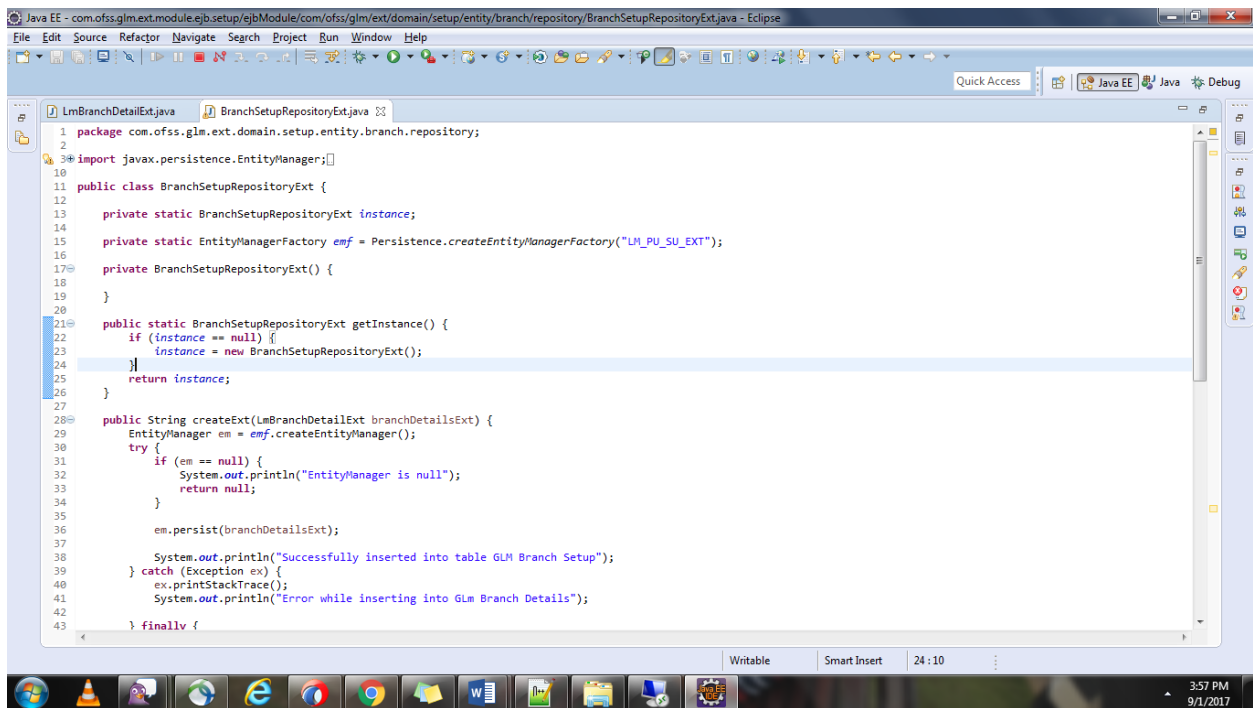 Java EE - com.ofss.glm.ext.module.ejb.setup/ejbModule/com/ofss/glm/ext/domain/setup/entity/branch/repository/BranchSetupRepositoryExt.java - Eclipse
File Edit Source Refactor Navigate Search Project Run Window Help
Quick Access Java EE Java Debug
LmBranchDetailExt.java BranchSetupRepositoryExt.java
1 package com.ofss.glm.ext.domain.setup.entity.branch.repository;
2
3 import javax.persistence.EntityManager;
10
11 public class BranchSetupRepositoryExt {
12
13 private static BranchSetupRepositoryExt instance;
14
15 private static EntityManagerFactory emf = Persistence.createEntityManagerFactory("LM_PU_SU_EXT");
16
17 private BranchSetupRepositoryExt() {
18
19 }
20
21 public static BranchSetupRepositoryExt getInstance() {
22 if (instance == null) {
23 instance = new BranchSetupRepositoryExt();
24 }
25 return instance;
26 }
27
28 public String createExt(LmBranchDetailExt branchDetailsExt) {
29 EntityManager em = emf.createEntityManager();
30 try {
31 if (em == null) {
32 System.out.println("EntityManager is null");
33 return null;
34 }
35
36 em.persist(branchDetailsExt);
37
38 System.out.println("Successfully inserted into table GLM Branch Setup");
39 } catch (Exception ex) {
40 ex.printStackTrace();
41 System.out.println("Error while inserting into GLm Branch Details");
42
43 } finally {
Writable Smart Insert 24 : 10
3:57 PM
9/1/2017